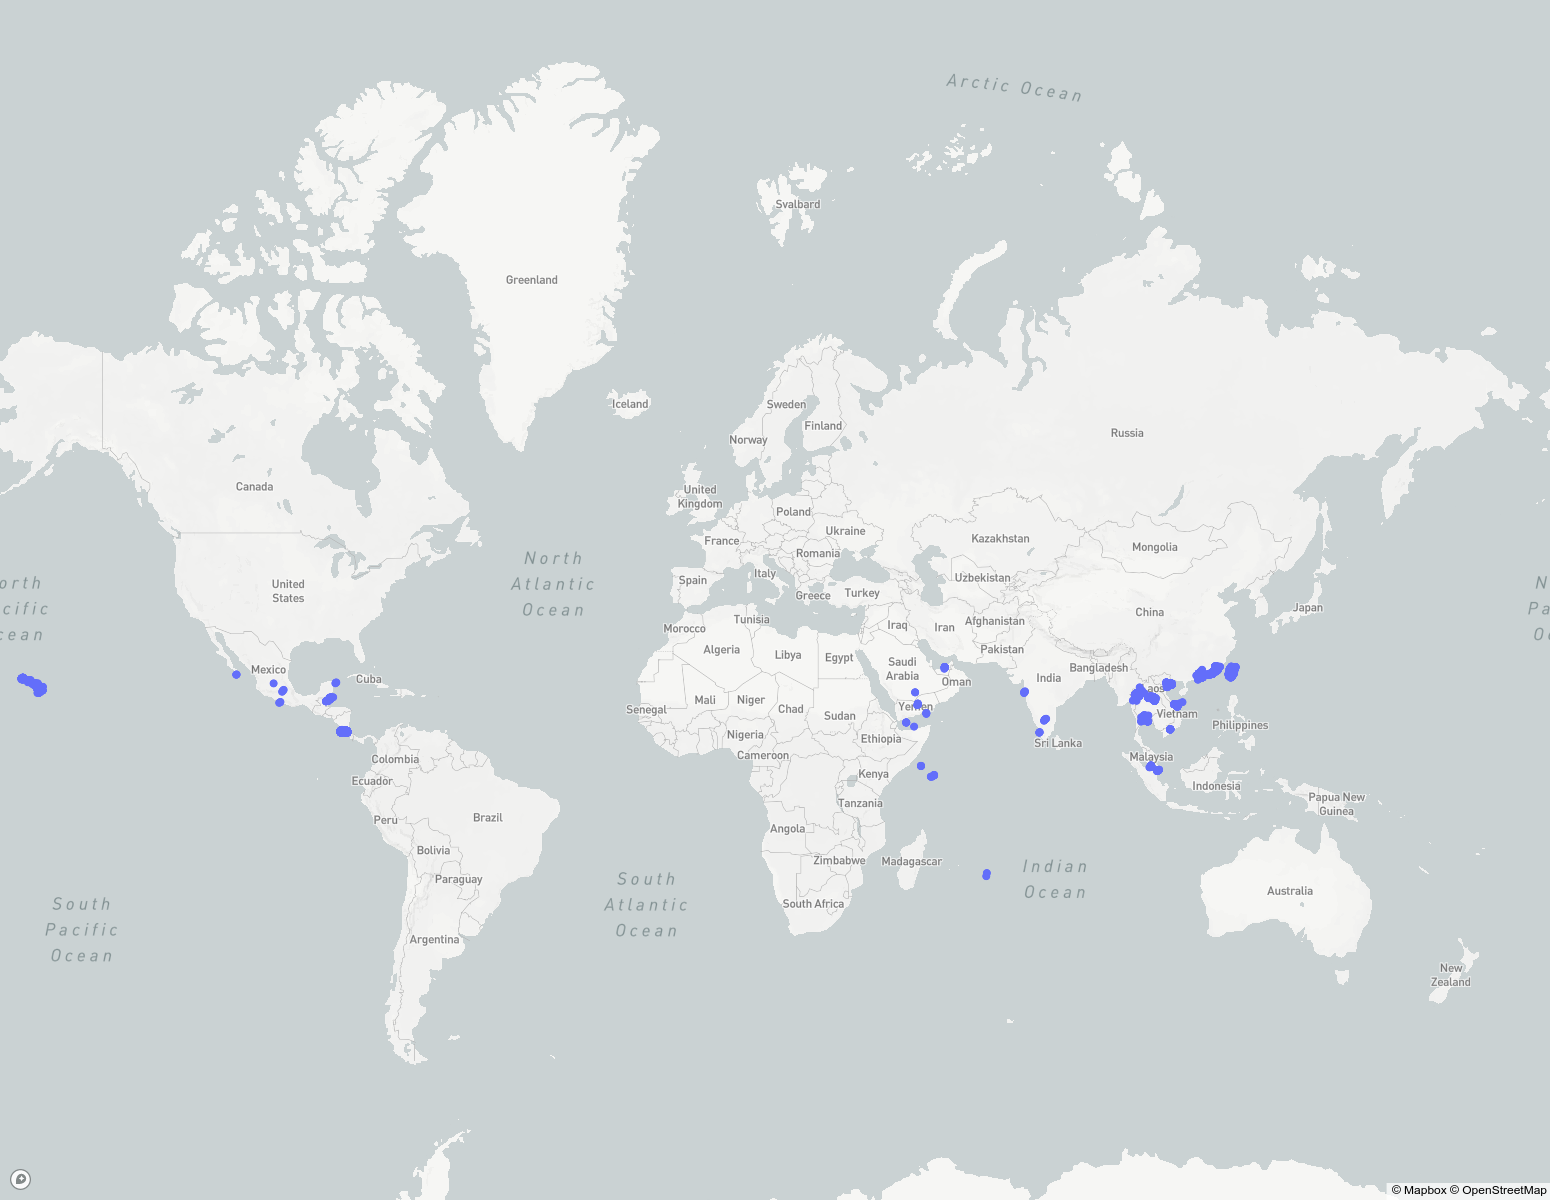 Arctic Ocean
Svalbard
Greenland
Iceland
Sweden
Finland
Norway
Russia
Canada
United
Kingdom
Poland
Ukraine
Kazakhstan
Mongolia
France
Romania
North
Atlantic
Ocean
Italy
Spain
Uzbekistan
United
States
Greece
Turkey
China
orth
cific
cean
N
Pa
O
Japan
Tunisia
Morocco
Iraq
Iran
Afghanistan
Algeria
Libya
Egypt
Pakistan
Saudi
Arabia
Bangladesh
Mexico
Cuba
Oman
India
aos
Mali
Niger
Chad
Senegal
Sudan
Yemen
Vietnam
Philippines
Nigeria
Ethiopia
Sri Lanka
Cameroon
Colombia
Malaysia
Ecuador
Kenya
Indonesia
Peru
Brazil
Tanzania
Papua New
Guinea
Angola
Bolivia
Zimbabwe
Madagascar
Indian
Ocean
Paraguay
South
Atlantic
Ocean
Australia
South
Pacific
Ocean
South Africa
Argentina
New
Zealand
© Mapbox © OpenStreetMap